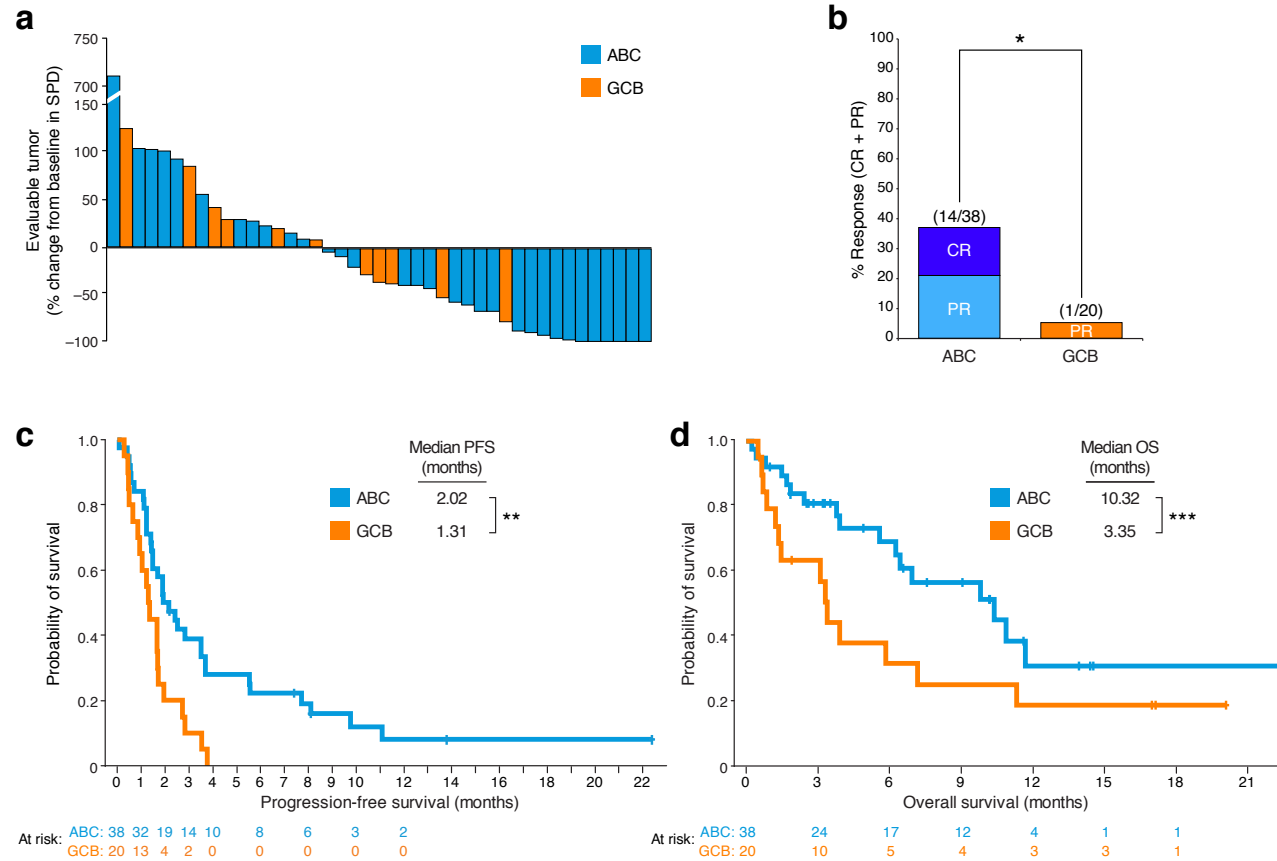 a
750
700
150
100
50
0
−50
−100
Evaluable tumor
(% change from baseline in SPD)
ABC
GCB
b
100
90
80
70
60
50
40
30
20
10
0
% Response (CR + PR)
*
(14/38)
CR
PR
(1/20)
PR
ABC GCB
c
1.0
0.8
0.6
0.4
0.2
0
Probability of survival
Median PFS
(months)
ABC 2.02
GCB 1.31
**
0 1 2 3 4 5 6 7 8 9 10 12 14 16 18 20 22
Progression-free survival (months)
At risk:
ABC: 38 32 19 14 10 8 6 3 2
GCB: 20 13 4 2 0 0 0 0 0
d
1.0
0.8
0.6
0.4
0.2
0
Probability of survival
Median OS
(months)
ABC 10.32
GCB 3.35
***
0 3 6 9 12 15 18 21
Overall survival (months)
At risk:
ABC: 38 24 17 12 4 1 1
GCB: 20 10 5 4 3 3 1